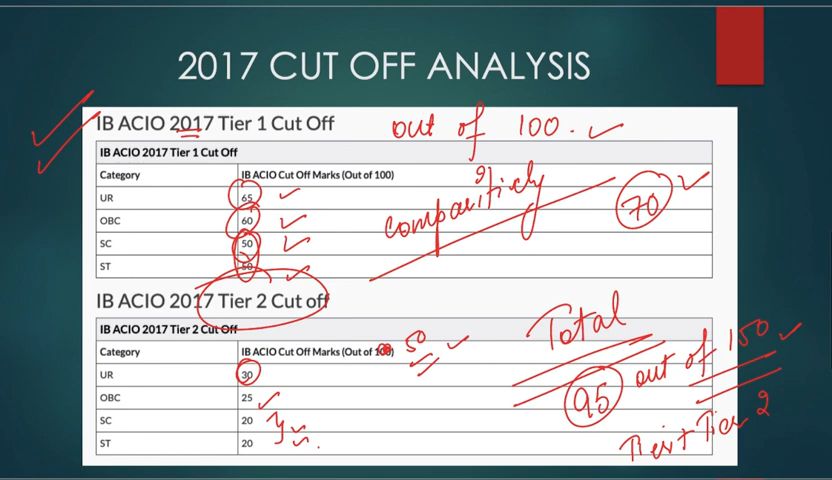 2017 CUT OFF ANALYSIS
IB ACIO 2017 Tier 1 Cut Off
out of 100.
IB ACIO 2017 Tier 1 Cut Off
Category IB ACIO Cut Off Marks (Out of 100)
UR 65
OBC 60
SC 50
ST 50
70
IB ACIO 2017 Tier 2 Cut off
IB ACIO 2017 Tier 2 Cut Off
Total
Category IB ACIO Cut Off Marks (Out of 100) 50
UR 30
95 out of 150
OBC 25
SC 20
ST 20
Tier 2